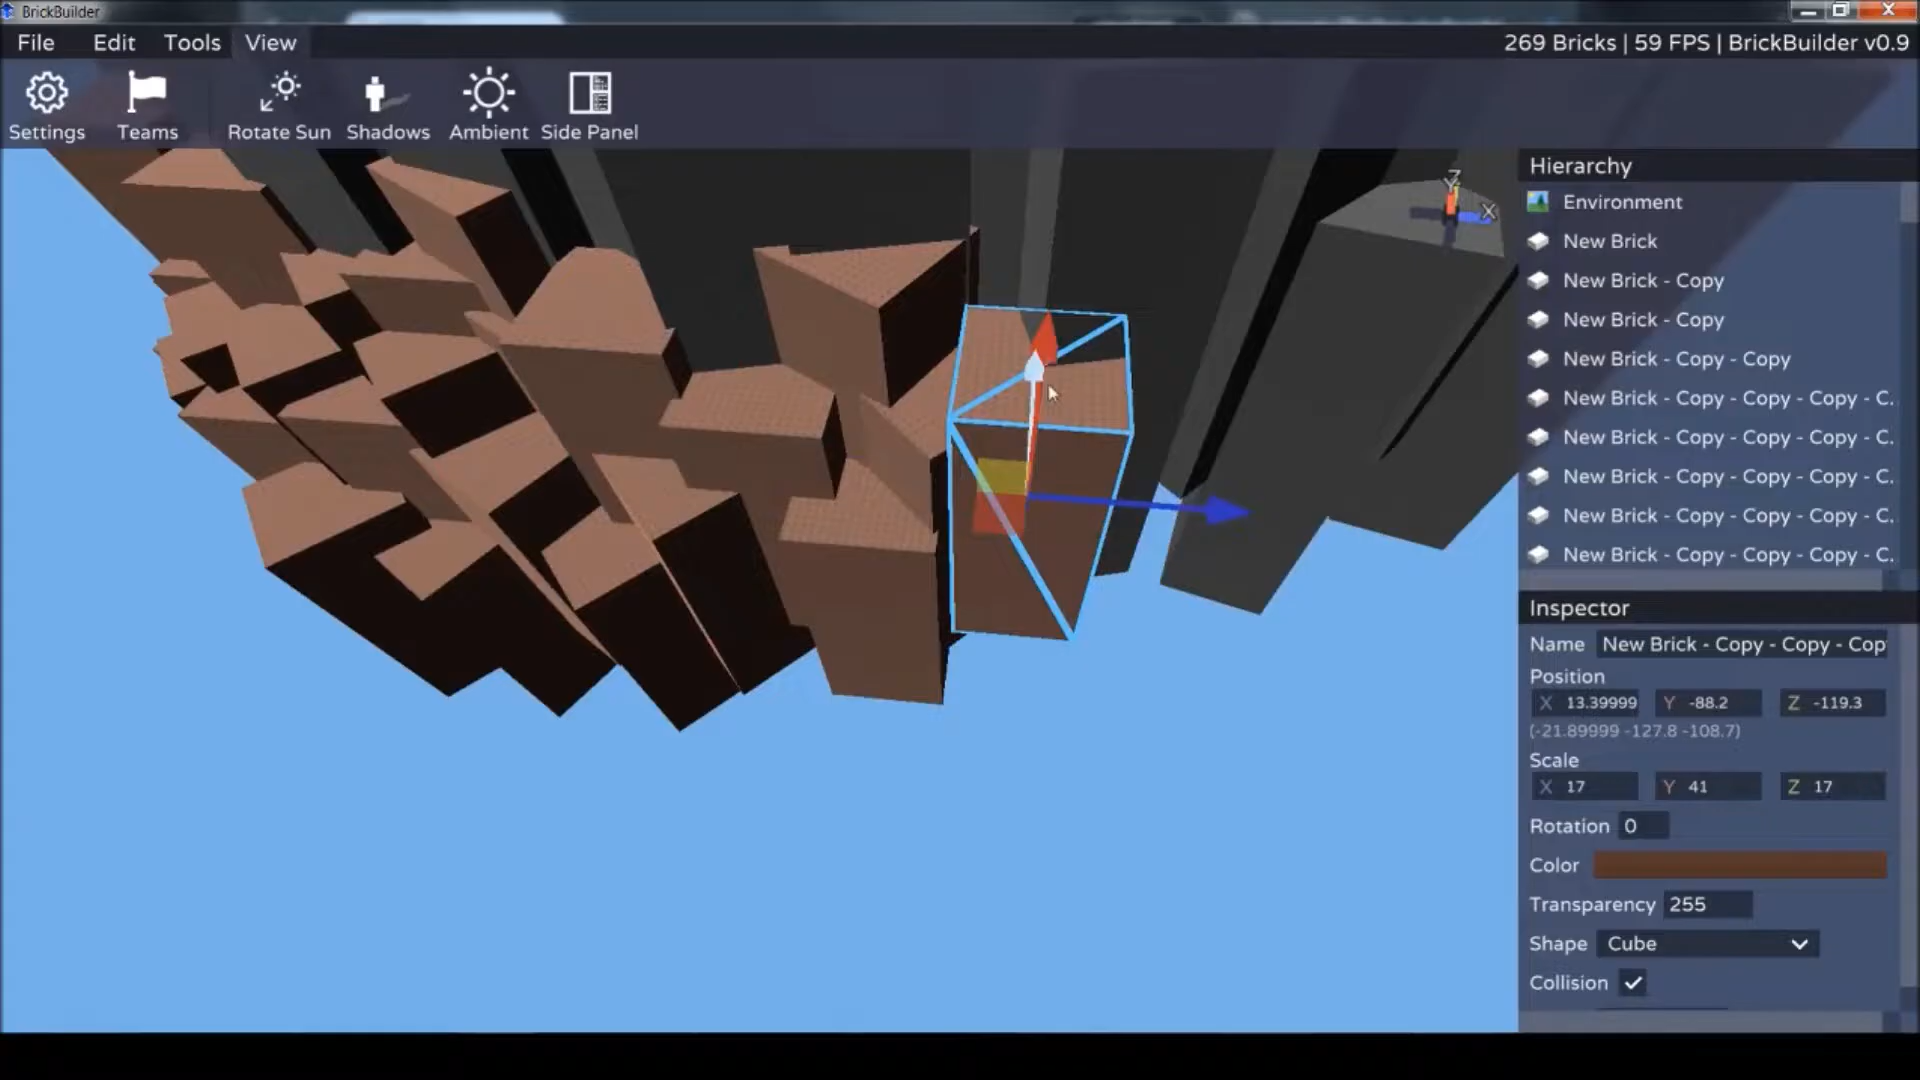 BrickBuilder
File Edit Tools View
269 Bricks | 59 FPS | BrickBuilder v0.9
Settings Teams Rotate Sun Shadows Ambient Side Panel
Z
Y
X
Hierarchy
Environment
New Brick
New Brick - Copy
New Brick - Copy
New Brick - Copy - Copy
New Brick - Copy - Copy - Copy - C.
New Brick - Copy - Copy - Copy - C.
New Brick - Copy - Copy - Copy - C.
New Brick - Copy - Copy - Copy - C.
New Brick - Copy - Copy - Copy - C.
Inspector
Name New Brick - Copy - Copy - Cop
Position
X 13.39999 Y -88.2 Z -119.3
(-21.89999 -127.8 -108.7)
Scale
X 17 Y 41 Z 17
Rotation 0
Color
Transparency 255
Shape Cube
Collision